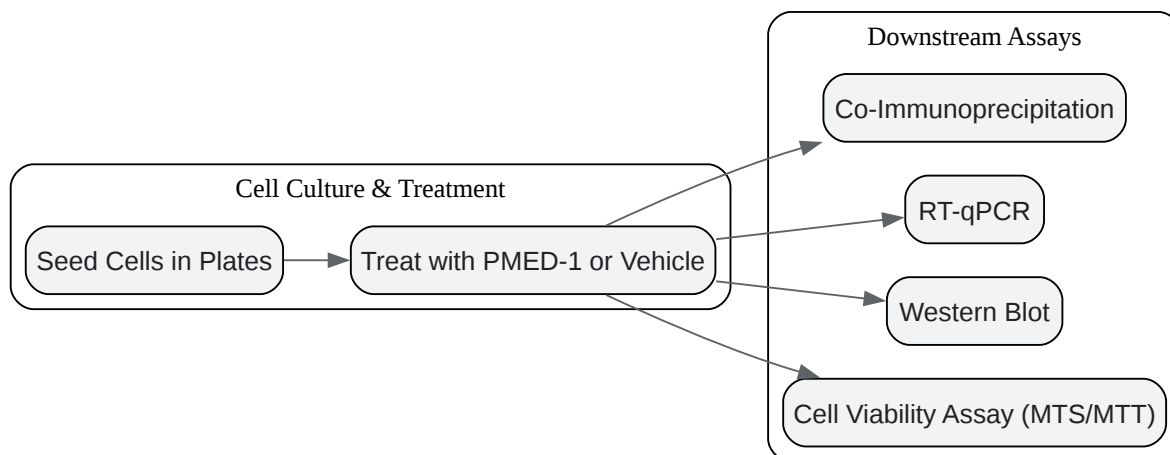 Cell Culture & Treatment
Seed Cells in Plates
Treat with PMED-1 or Vehicle
Downstream Assays
Co-Immunoprecipitation
RT-qPCR
Western Blot
Cell Viability Assay (MTS/MTT)